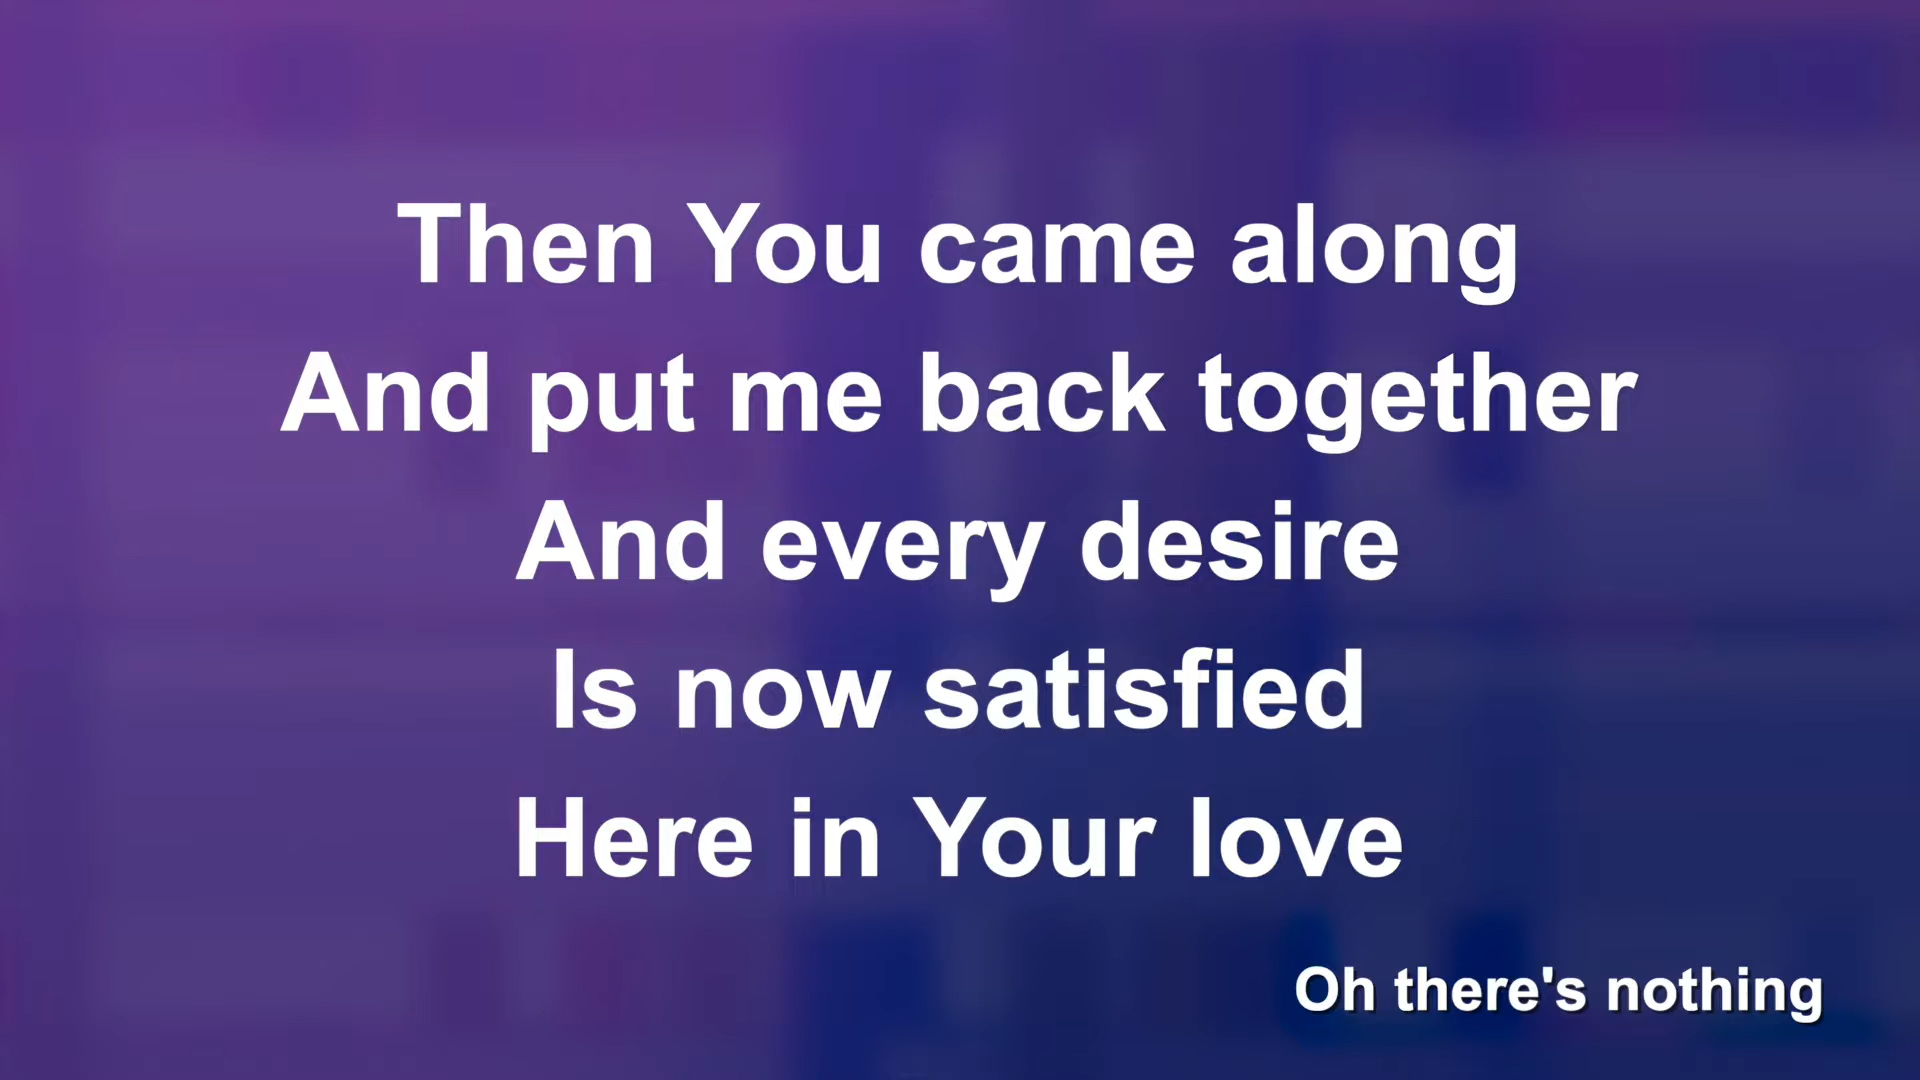 Then You came along
And put me back together
And every desire
Is now satisfied
Here in Your love
Oh there's nothing